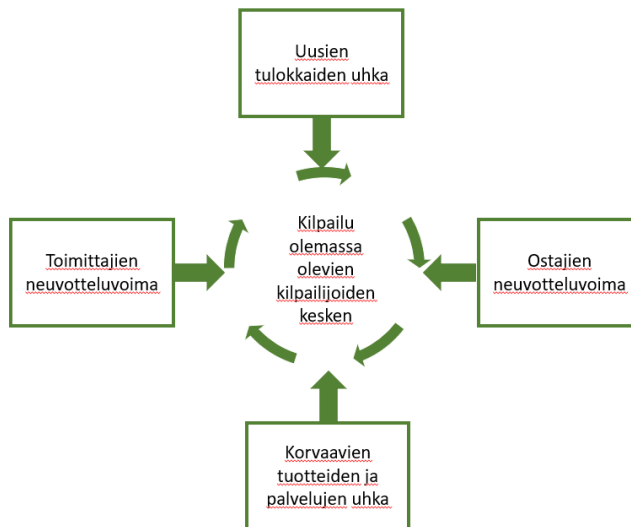 Uusien
tulokkaiden uhka
Kilpailu
olemassa
olevien
kilpailijoiden
kesken
Toimittajien
neuvotteluvoima
Ostajien
neuvotteluvoima
Korvaavien
tuotteiden ja
palvelujen uhka